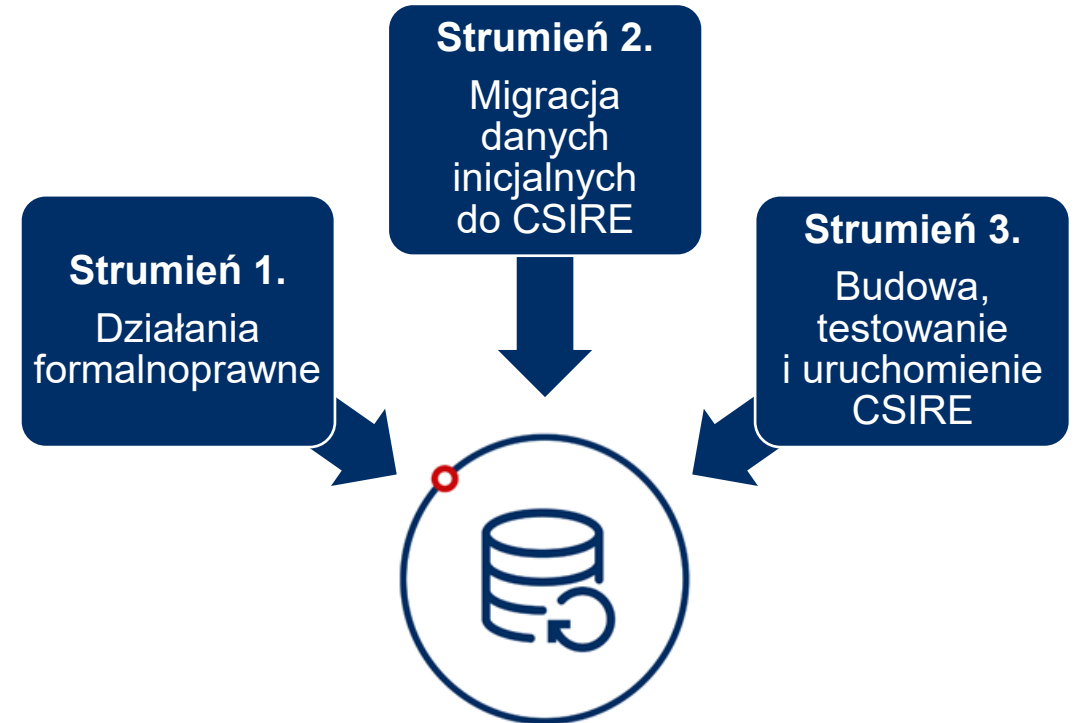 Strumień 1.
Działania
formalnoprawne
Strumień 2.
Migracja
danych
inicjalnych
do CSIRE
Strumień 3.
Budowa,
testowanie
i uruchomienie
CSIRE